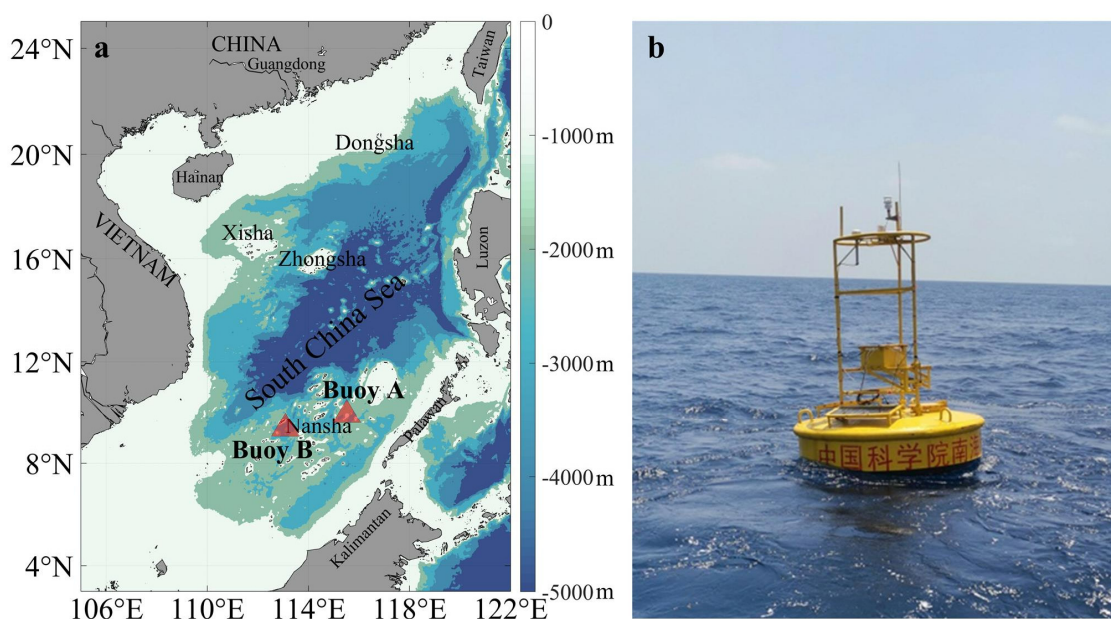 a
CHINA
Guangdong
Taiwan
Dongsha
Hainan
VIETNAM
Xisha
Zhongsha
Luzon
South China Sea
Buoy A
Nansha
Buoy B
Palawan
Kalimantan
24°N
20°N
16°N
12°N
8°N
4°N
106°E 110°E 114°E 118°E 122°E
0
-1000m
-2000m
-3000m
-4000m
-5000m
b
中国科学院南海